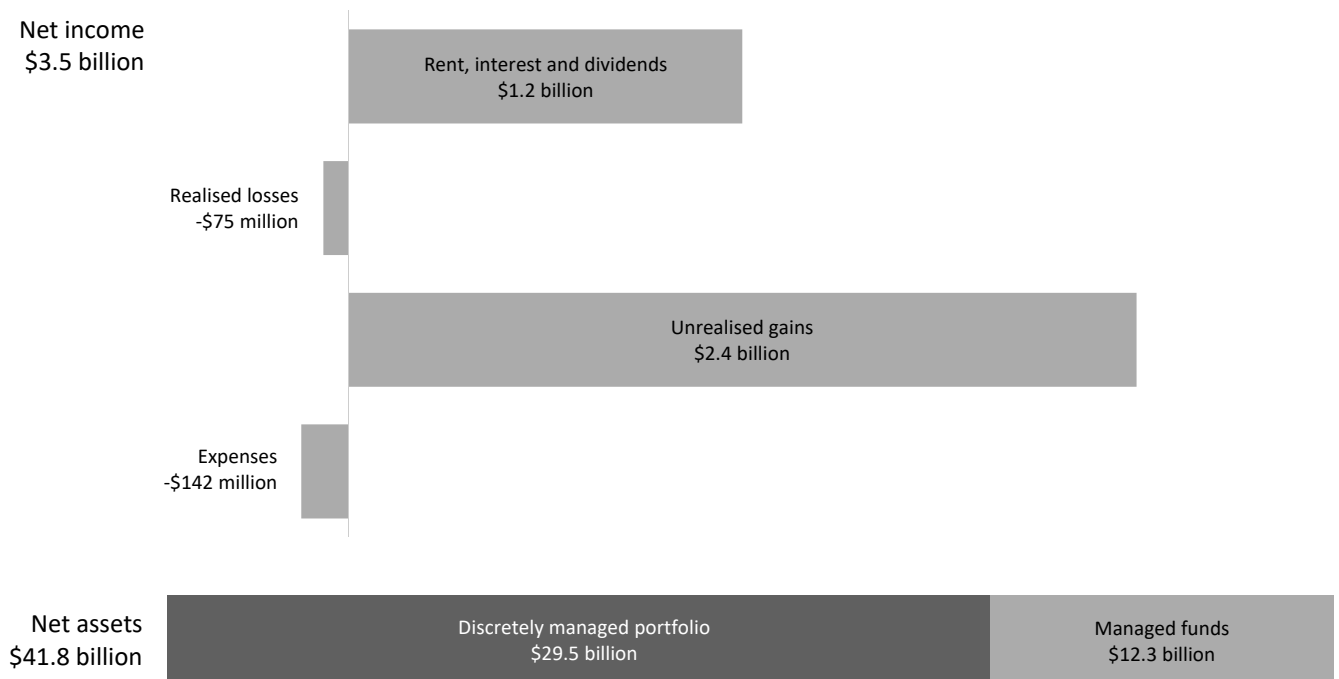 Net income
$3.5 billion
Rent, interest and dividends
$1.2 billion
Realised losses
-$75 million
Unrealised gains
$2.4 billion
Expenses
-$142 million
Net assets
$41.8 billion
Discretely managed portfolio
$29.5 billion
Managed funds
$12.3 billion